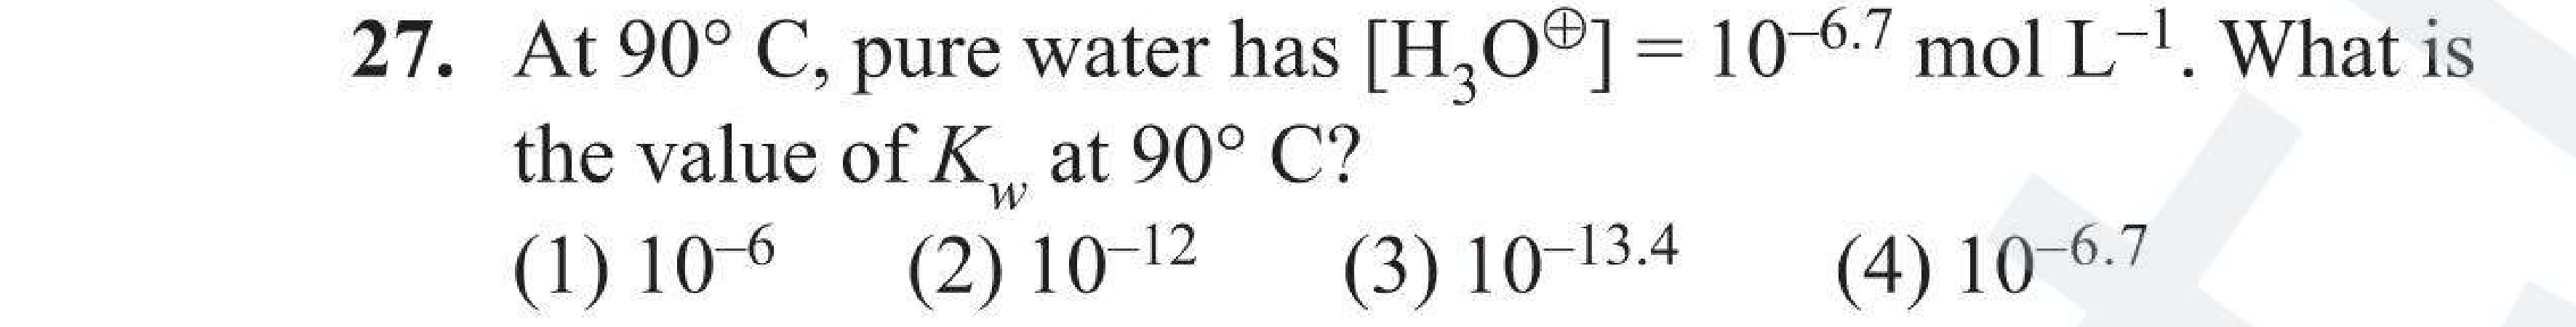 27. At 90° C, pure water has [H₃O⊕] = 10⁻⁶·⁷ mol L⁻¹. What is
the value of K_w at 90° C?
(1) 10⁻⁶ (2) 10⁻¹² (3) 10⁻¹³·⁴ (4) 10⁻⁶·⁷